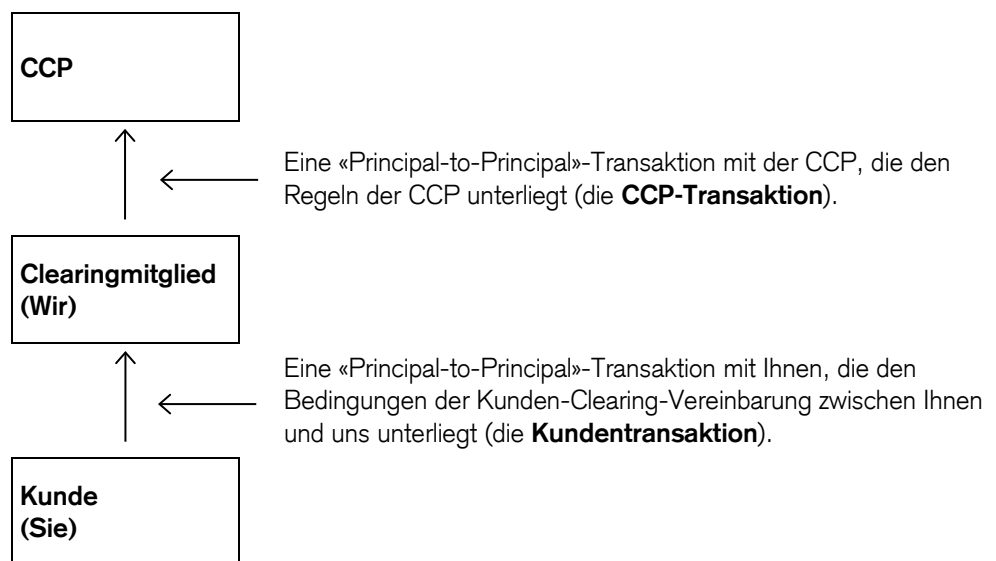 CCP
Eine «Principal-to-Principal»-Transaktion mit der CCP, die den
Regeln der CCP unterliegt (die CCP-Transaktion).
Clearingmitglied
(Wir)
Eine «Principal-to-Principal»-Transaktion mit Ihnen, die den
Bedingungen der Kunden-Clearing-Vereinbarung zwischen Ihnen
und uns unterliegt (die Kundentransaktion).
Kunde
(Sie)